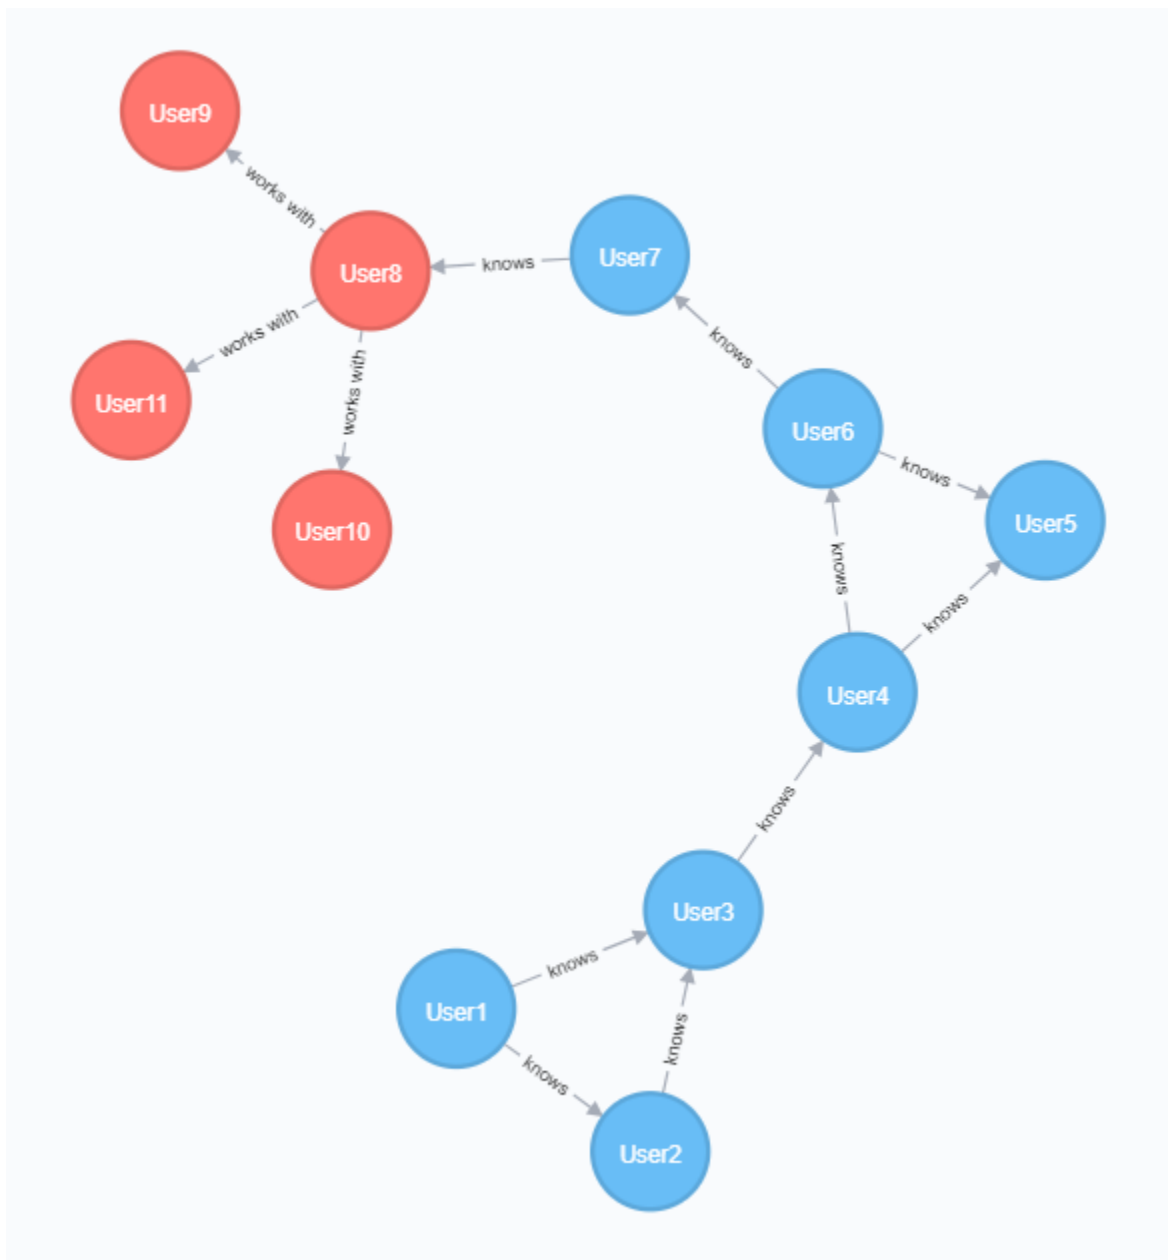 User9
works with
User8
knows
User7
works with
User11
works with
User10
knows
User6
knows
User5
knows
knows
User4
knows
User3
knows
User1
knows
knows
User2